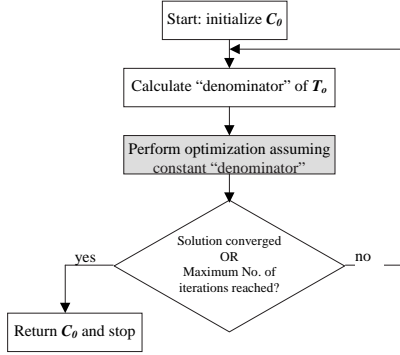 Start: initialize C0
Calculate “denominator” of To
Perform optimization assuming
constant “denominator”
Solution converged
OR
Maximum No. of
iterations reached?
yes
no
Return C0 and stop